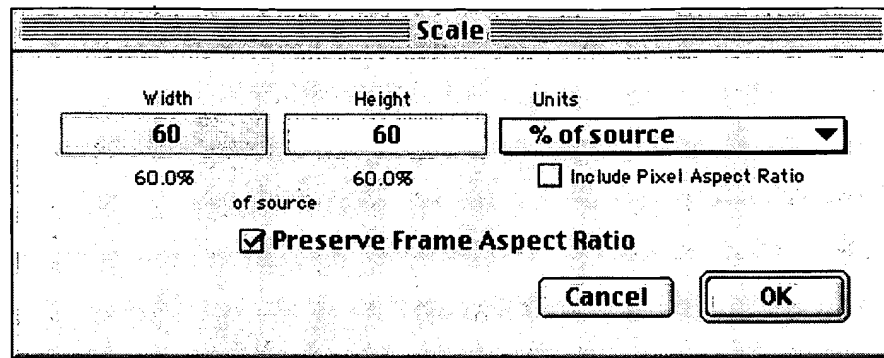 Scale
Width Height Units
60 60 % of source
60.0% 60.0% Include Pixel Aspect Ratio
of source
Preserve Frame Aspect Ratio
Cancel OK